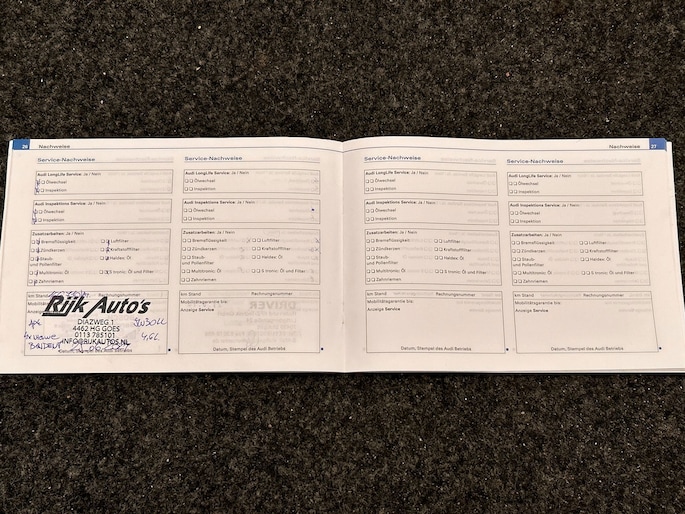 26 Nachweise
Service-Nachweise
Audi LongLife Service: Ja / Nein
Ölwechsel
Inspektion
Audi Inspektions Service: Ja / Nein
Ölwechsel
Inspektion
Zusatzarbeiten: Ja / Nein
Bremsflüssigkeit Luftfilter
Zündkerzen Kraftstofffilter
Staub- und Pollenfilter Haldex Öl
Multitronic Öl S tronic Öl und Filter
Zahnriemen
km Stand Rechnungsnummer
Rijk Auto's
DIAZWEG 1
4462 HG GOES
0113 785101
INFO@RIJKAUTOS.NL
APK
4,6L
Datum, Stempel des Audi Betriebs
Service-Nachweise
Audi LongLife Service: Ja / Nein
Ölwechsel
Inspektion
Audi Inspektions Service: Ja / Nein
Ölwechsel
Inspektion
Zusatzarbeiten: Ja / Nein
Bremsflüssigkeit Luftfilter
Zündkerzen Kraftstofffilter
Staub- und Pollenfilter Haldex Öl
Multitronic Öl S tronic Öl und Filter
Zahnriemen
km Stand Rechnungsnummer
Mobilitätsgarantie bis:
Anzeige Service
Datum, Stempel des Audi Betriebs
Nachweise 27
Service-Nachweise
Audi LongLife Service: Ja / Nein
Ölwechsel
Inspektion
Audi Inspektions Service: Ja / Nein
Ölwechsel
Inspektion
Zusatzarbeiten: Ja / Nein
Bremsflüssigkeit Luftfilter
Zündkerzen Kraftstofffilter
Staub- und Pollenfilter Haldex Öl
Multitronic Öl S tronic Öl und Filter
Zahnriemen
km Stand Rechnungsnummer
Mobilitätsgarantie bis:
Anzeige Service
Datum, Stempel des Audi Betriebs
Service-Nachweise
Audi LongLife Service: Ja / Nein
Ölwechsel
Inspektion
Audi Inspektions Service: Ja / Nein
Ölwechsel
Inspektion
Zusatzarbeiten: Ja / Nein
Bremsflüssigkeit Luftfilter
Zündkerzen Kraftstofffilter
Staub- und Pollenfilter Haldex Öl
Multitronic Öl S tronic Öl und Filter
Zahnriemen
km Stand Rechnungsnummer
Mobilitätsgarantie bis:
Anzeige Service
Datum, Stempel des Audi Betriebs